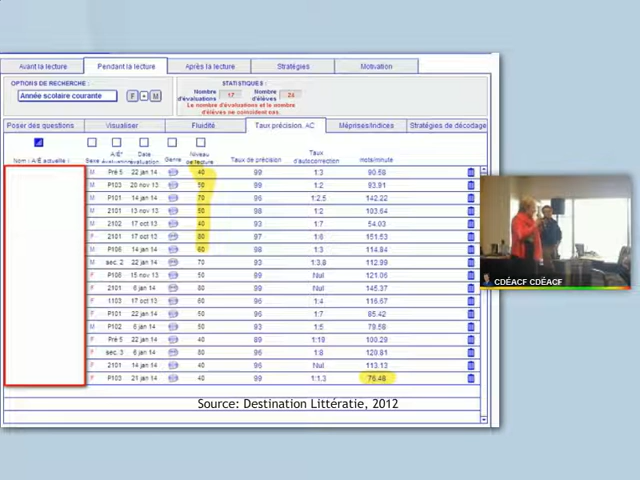 Avant la lecture Pendant la lecture Après la lecture Stratégies Motivation
OPTIONS DE RECHERCHE :
Année scolaire courante F + M
STATISTIQUES :
Nombre d'évaluations 17 Nombre d'élèves 24
Le nombre d'évaluations et le nombre
d'élèves ne coïncident pas.
Poser des questions Visualiser Fluidité Taux précision, AC Méprises/Indices Stratégies de décodage
Nom ( A/É actuelle ) Sexe A/É* évaluation Date évaluation Genre Niveau de lecture Taux de précision Taux d'autocorrection mots/minute
M Pré 5 22 jan 14 40 99 1:3 90.58
M P103 20 nov 13 50 99 1:2 93.91
M P101 14 jan 14 70 96 1:2.5 142.22
M 2101 13 nov 13 50 98 1:2 103.64
M 2102 17 oct 13 40 93 1:7 54.03
F 2101 17 oct 13 80 97 1:6 151.53
M P106 14 jan 14 60 98 1:3 114.84
M sec. 2 22 jan 14 70 93 1:3.8 112.99
F P106 15 nov 13 50 99 Nul 121.06
F 2101 6 jan 14 80 99 Nul 145.37
F 1103 17 oct 13 60 96 1:4 116.57
F P101 22 jan 14 50 96 1:7 85.42
M P102 6 jan 14 50 93 1:5 79.58
F Pré 5 22 jan 14 40 89 1:19 100.29
F sec. 3 6 jan 14 80 96 1:8 120.81
F 2101 14 jan 14 40 96 Nul 113.13
F P103 21 jan 14 40 99 1:1.3 76.48
CDÉACF CDÉACF
Source: Destination Littératie, 2012